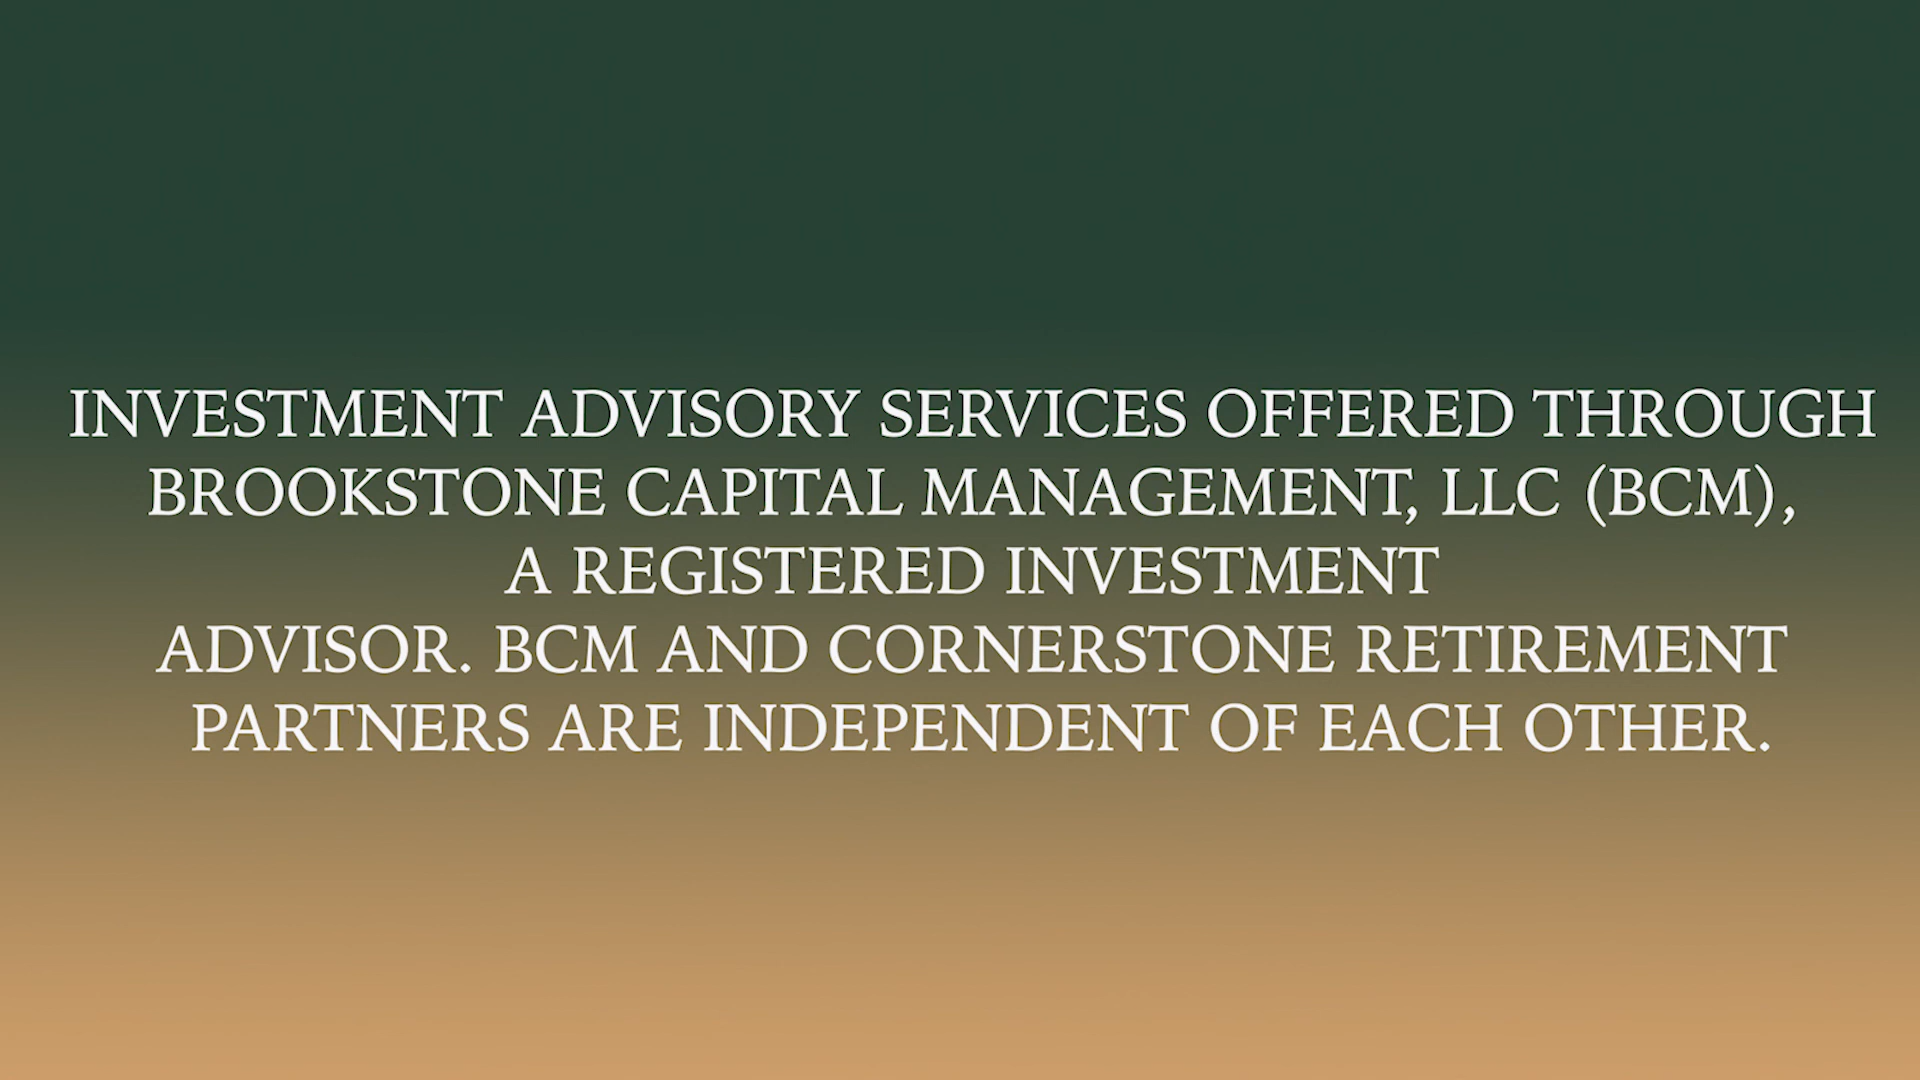 INVESTMENT ADVISORY SERVICES OFFERED THROUGH
BROOKSTONE CAPITAL MANAGEMENT, LLC (BCM),
A REGISTERED INVESTMENT
ADVISOR. BCM AND CORNERSTONE RETIREMENT
PARTNERS ARE INDEPENDENT OF EACH OTHER.